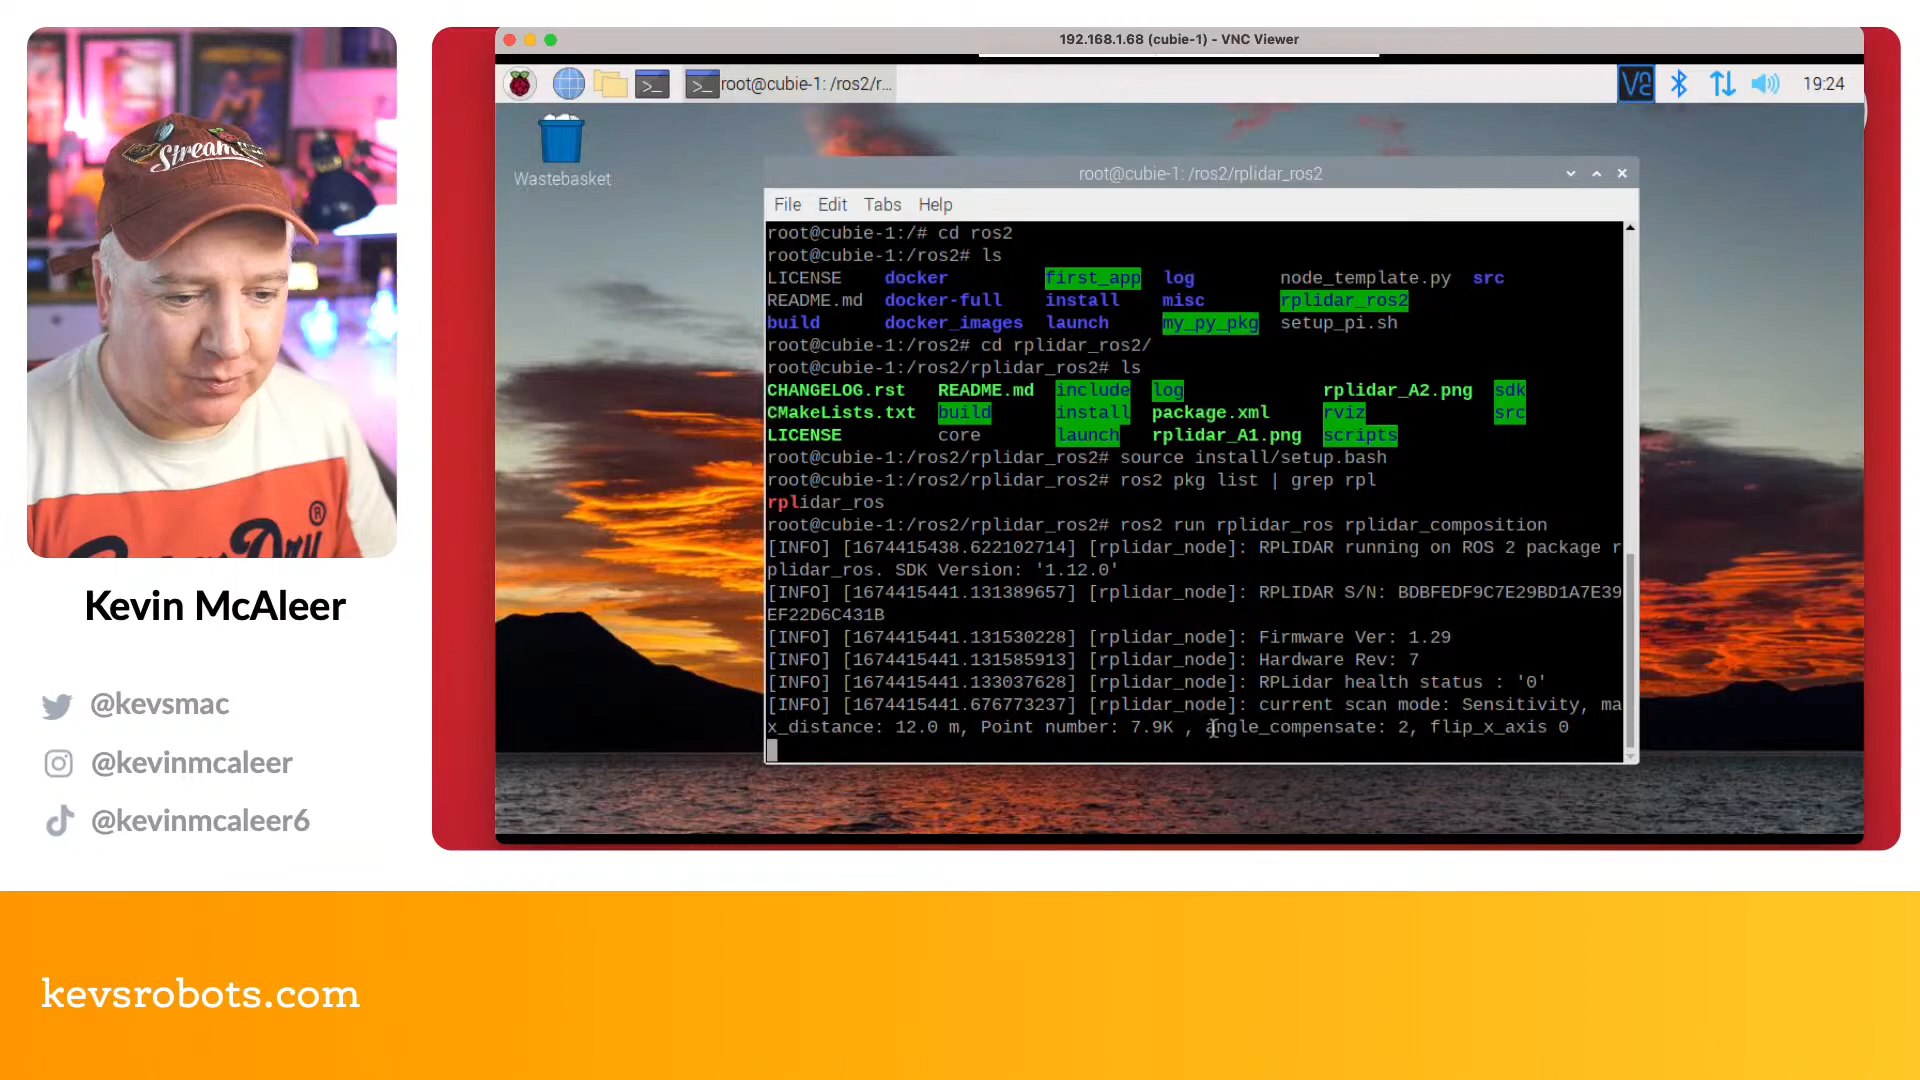 192.168.1.68 (cubie-1) - VNC Viewer
root@cubie-1: /ros2/r...
19:24
Wastebasket
root@cubie-1: /ros2/rplidar_ros2
File Edit Tabs Help
root@cubie-1:/# cd ros2
root@cubie-1:/ros2# ls
LICENSE docker first_app log node_template.py src
README.md docker-full install misc rplidar_ros2
build docker_images launch my_py_pkg setup_pi.sh
root@cubie-1:/ros2# cd rplidar_ros2/
root@cubie-1:/ros2/rplidar_ros2# ls
CHANGELOG.rst README.md include log rplidar_A2.png sdk
CMakeLists.txt build install package.xml rviz src
LICENSE core launch rplidar_A1.png scripts
root@cubie-1:/ros2/rplidar_ros2# source install/setup.bash
root@cubie-1:/ros2/rplidar_ros2# ros2 pkg list | grep rpl
rplidar_ros
root@cubie-1:/ros2/rplidar_ros2# ros2 run rplidar_ros rplidar_composition
[INFO] [1674415438.622102714] [rplidar_node]: RPLIDAR running on ROS 2 package r
plidar_ros. SDK Version: '1.12.0'
[INFO] [1674415441.131389657] [rplidar_node]: RPLIDAR S/N: BDBFEDF9C7E29BD1A7E39
EF22D6C431B
[INFO] [1674415441.131530228] [rplidar_node]: Firmware Ver: 1.29
[INFO] [1674415441.131585913] [rplidar_node]: Hardware Rev: 7
[INFO] [1674415441.133037628] [rplidar_node]: RPLidar health status : '0'
[INFO] [1674415441.676773237] [rplidar_node]: current scan mode: Sensitivity, ma
x_distance: 12.0 m, Point number: 7.9K , angle_compensate: 2, flip_x_axis 0
Kevin McAleer
@kevsmac
@kevinmcaleer
@kevinmcaleer6
kevsrobots.com